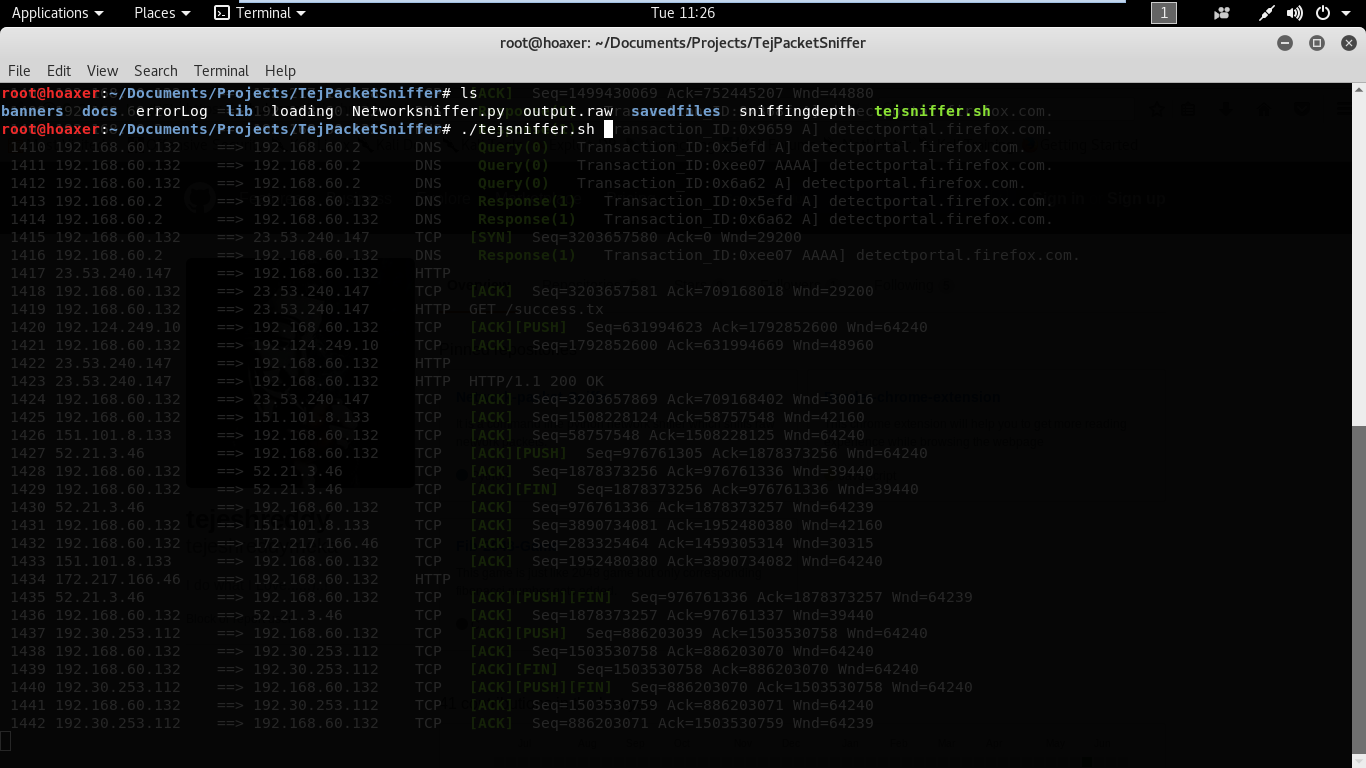 Applications Places Terminal Tue 11:26 1
root@hoaxer: ~/Documents/Projects/TejPacketSniffer
File Edit View Search Terminal Help
root@hoaxer:~/Documents/Projects/TejPacketSniffer# ls
[ACK] Seq=1499430069 Ack=752445207 Wnd=44880
banners docs errorLog lib loading Networksniffer.py output.raw savedfiles sniffingdepth tejsniffer.sh
root@hoaxer:~/Documents/Projects/TejPacketSniffer# ./tejsniffer.sh
1410 192.168.60.132 ==> 192.168.60.2 DNS Query(0) Transaction_ID:0x5efd A] detectportal.firefox.com.
1411 192.168.60.132 ==> 192.168.60.2 DNS Query(0) Transaction_ID:0xee07 AAAA] detectportal.firefox.com.
1412 192.168.60.132 ==> 192.168.60.2 DNS Query(0) Transaction_ID:0x6a62 A] detectportal.firefox.com.
1413 192.168.60.2 ==> 192.168.60.132 DNS Response(1) Transaction_ID:0x5efd A] detectportal.firefox.com.
1414 192.168.60.2 ==> 192.168.60.132 DNS Response(1) Transaction_ID:0x6a62 A] detectportal.firefox.com.
1415 192.168.60.132 ==> 23.53.240.147 TCP [SYN] Seq=3203657580 Ack=0 Wnd=29200
1416 192.168.60.2 ==> 192.168.60.132 DNS Response(1) Transaction_ID:0xee07 AAAA] detectportal.firefox.com.
1417 23.53.240.147 ==> 192.168.60.132 HTTP
1418 192.168.60.132 ==> 23.53.240.147 TCP [ACK] Seq=3203657581 Ack=709168018 Wnd=29200
1419 192.168.60.132 ==> 23.53.240.147 HTTP GET /success.tx
1420 192.124.249.10 ==> 192.168.60.132 TCP [ACK][PUSH] Seq=631994623 Ack=1792852600 Wnd=64240
1421 192.168.60.132 ==> 192.124.249.10 TCP [ACK] Seq=1792852600 Ack=631994669 Wnd=48960
1422 23.53.240.147 ==> 192.168.60.132 HTTP
1423 23.53.240.147 ==> 192.168.60.132 HTTP HTTP/1.1 200 OK
1424 192.168.60.132 ==> 23.53.240.147 TCP [ACK] Seq=3203657869 Ack=709168402 Wnd=30016
1425 192.168.60.132 ==> 151.101.8.133 TCP [ACK] Seq=1508228124 Ack=58757548 Wnd=42160
1426 151.101.8.133 ==> 192.168.60.132 TCP [ACK] Seq=58757548 Ack=1508228125 Wnd=64240
1427 52.21.3.46 ==> 192.168.60.132 TCP [ACK][PUSH] Seq=976761305 Ack=1878373256 Wnd=64240
1428 192.168.60.132 ==> 52.21.3.46 TCP [ACK] Seq=1878373256 Ack=976761336 Wnd=39440
1429 192.168.60.132 ==> 52.21.3.46 TCP [ACK][FIN] Seq=1878373256 Ack=976761336 Wnd=39440
1430 52.21.3.46 ==> 192.168.60.132 TCP [ACK] Seq=976761336 Ack=1878373257 Wnd=64239
1431 192.168.60.132 ==> 151.101.8.133 TCP [ACK] Seq=3890734081 Ack=1952480380 Wnd=42160
1432 192.168.60.132 ==> 172.217.166.46 TCP [ACK] Seq=283325464 Ack=1459305314 Wnd=30315
1433 151.101.8.133 ==> 192.168.60.132 TCP [ACK] Seq=1952480380 Ack=3890734082 Wnd=64240
1434 172.217.166.46 ==> 192.168.60.132 HTTP
1435 52.21.3.46 ==> 192.168.60.132 TCP [ACK][PUSH][FIN] Seq=976761336 Ack=1878373257 Wnd=64239
1436 192.168.60.132 ==> 52.21.3.46 TCP [ACK] Seq=1878373257 Ack=976761337 Wnd=39440
1437 192.30.253.112 ==> 192.168.60.132 TCP [ACK][PUSH] Seq=886203039 Ack=1503530758 Wnd=64240
1438 192.168.60.132 ==> 192.30.253.112 TCP [ACK] Seq=1503530758 Ack=886203070 Wnd=64240
1439 192.168.60.132 ==> 192.30.253.112 TCP [ACK][FIN] Seq=1503530758 Ack=886203070 Wnd=64240
1440 192.30.253.112 ==> 192.168.60.132 TCP [ACK][PUSH][FIN] Seq=886203070 Ack=1503530758 Wnd=64240
1441 192.168.60.132 ==> 192.30.253.112 TCP [ACK] Seq=1503530759 Ack=886203071 Wnd=64240
1442 192.30.253.112 ==> 192.168.60.132 TCP [ACK] Seq=886203071 Ack=1503530759 Wnd=64239